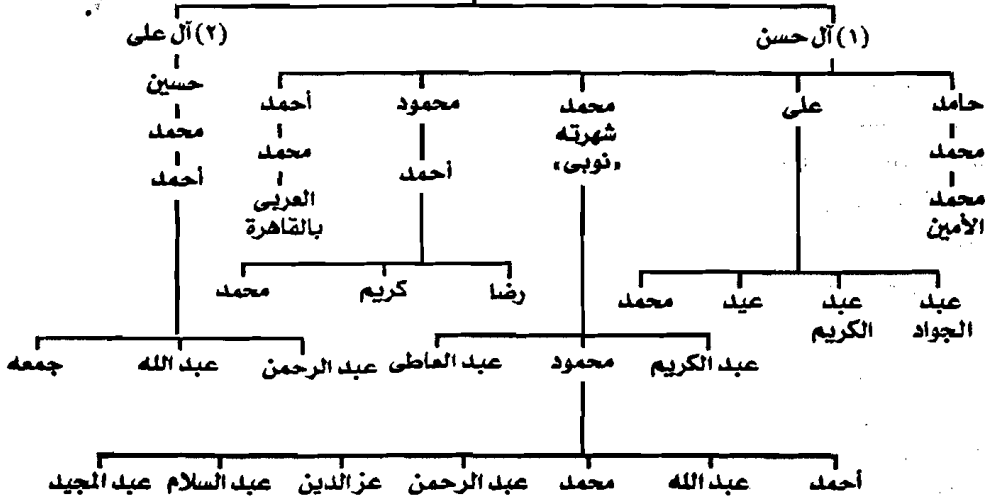 (١) آل حسن (٢) آل على
حامد على محمد محمود أحمد حسين
محمد شهرته محمد محمد
محمد «نوبى» أحمد العربى أحمد
الأمين بالقاهرة
عبد عبد عيد محمد رضا كريم محمد
الجواد الكريم
عبد الكريم محمود عبد العاطى عبد الرحمن عبد الله جمعه
أحمد عبد الله محمد عبد الرحمن عز الدين عبد السلام عبد المجيد